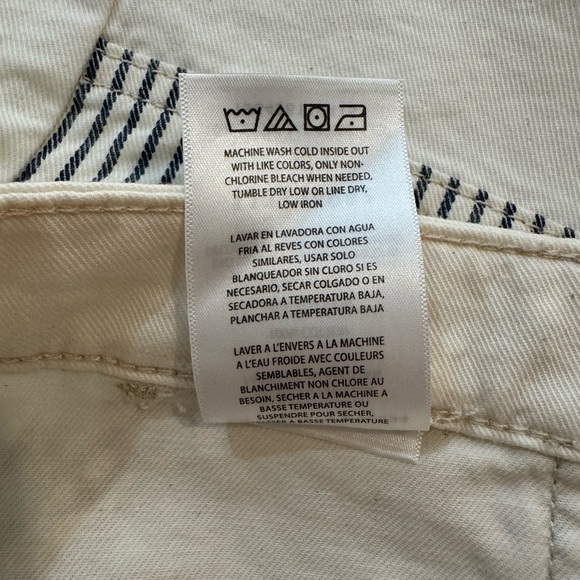 MACHINE WASH COLD INSIDE OUT
WITH LIKE COLORS, ONLY NON-
CHLORINE BLEACH WHEN NEEDED,
TUMBLE DRY LOW OR LINE DRY,
LOW IRON
LAVAR EN LAVADORA CON AGUA
FRIA AL REVES CON COLORES
SIMILARES, USAR SOLO
BLANQUEADOR SIN CLORO SI ES
NECESARIO, SECAR COLGADO O EN
SECADORA A TEMPERATURA BAJA,
PLANCHAR A TEMPERATURA BAJA
LAVER A L'ENVERS A LA MACHINE
A L'EAU FROIDE AVEC COULEURS
SEMBLABLES, AGENT DE
BLANCHIMENT NON CHLORE AU
BESOIN, SECHER A LA MACHINE A
BASSE TEMPERATURE OU
SUSPENDRE POUR SECHER,
A BASSE TEMPERATURE